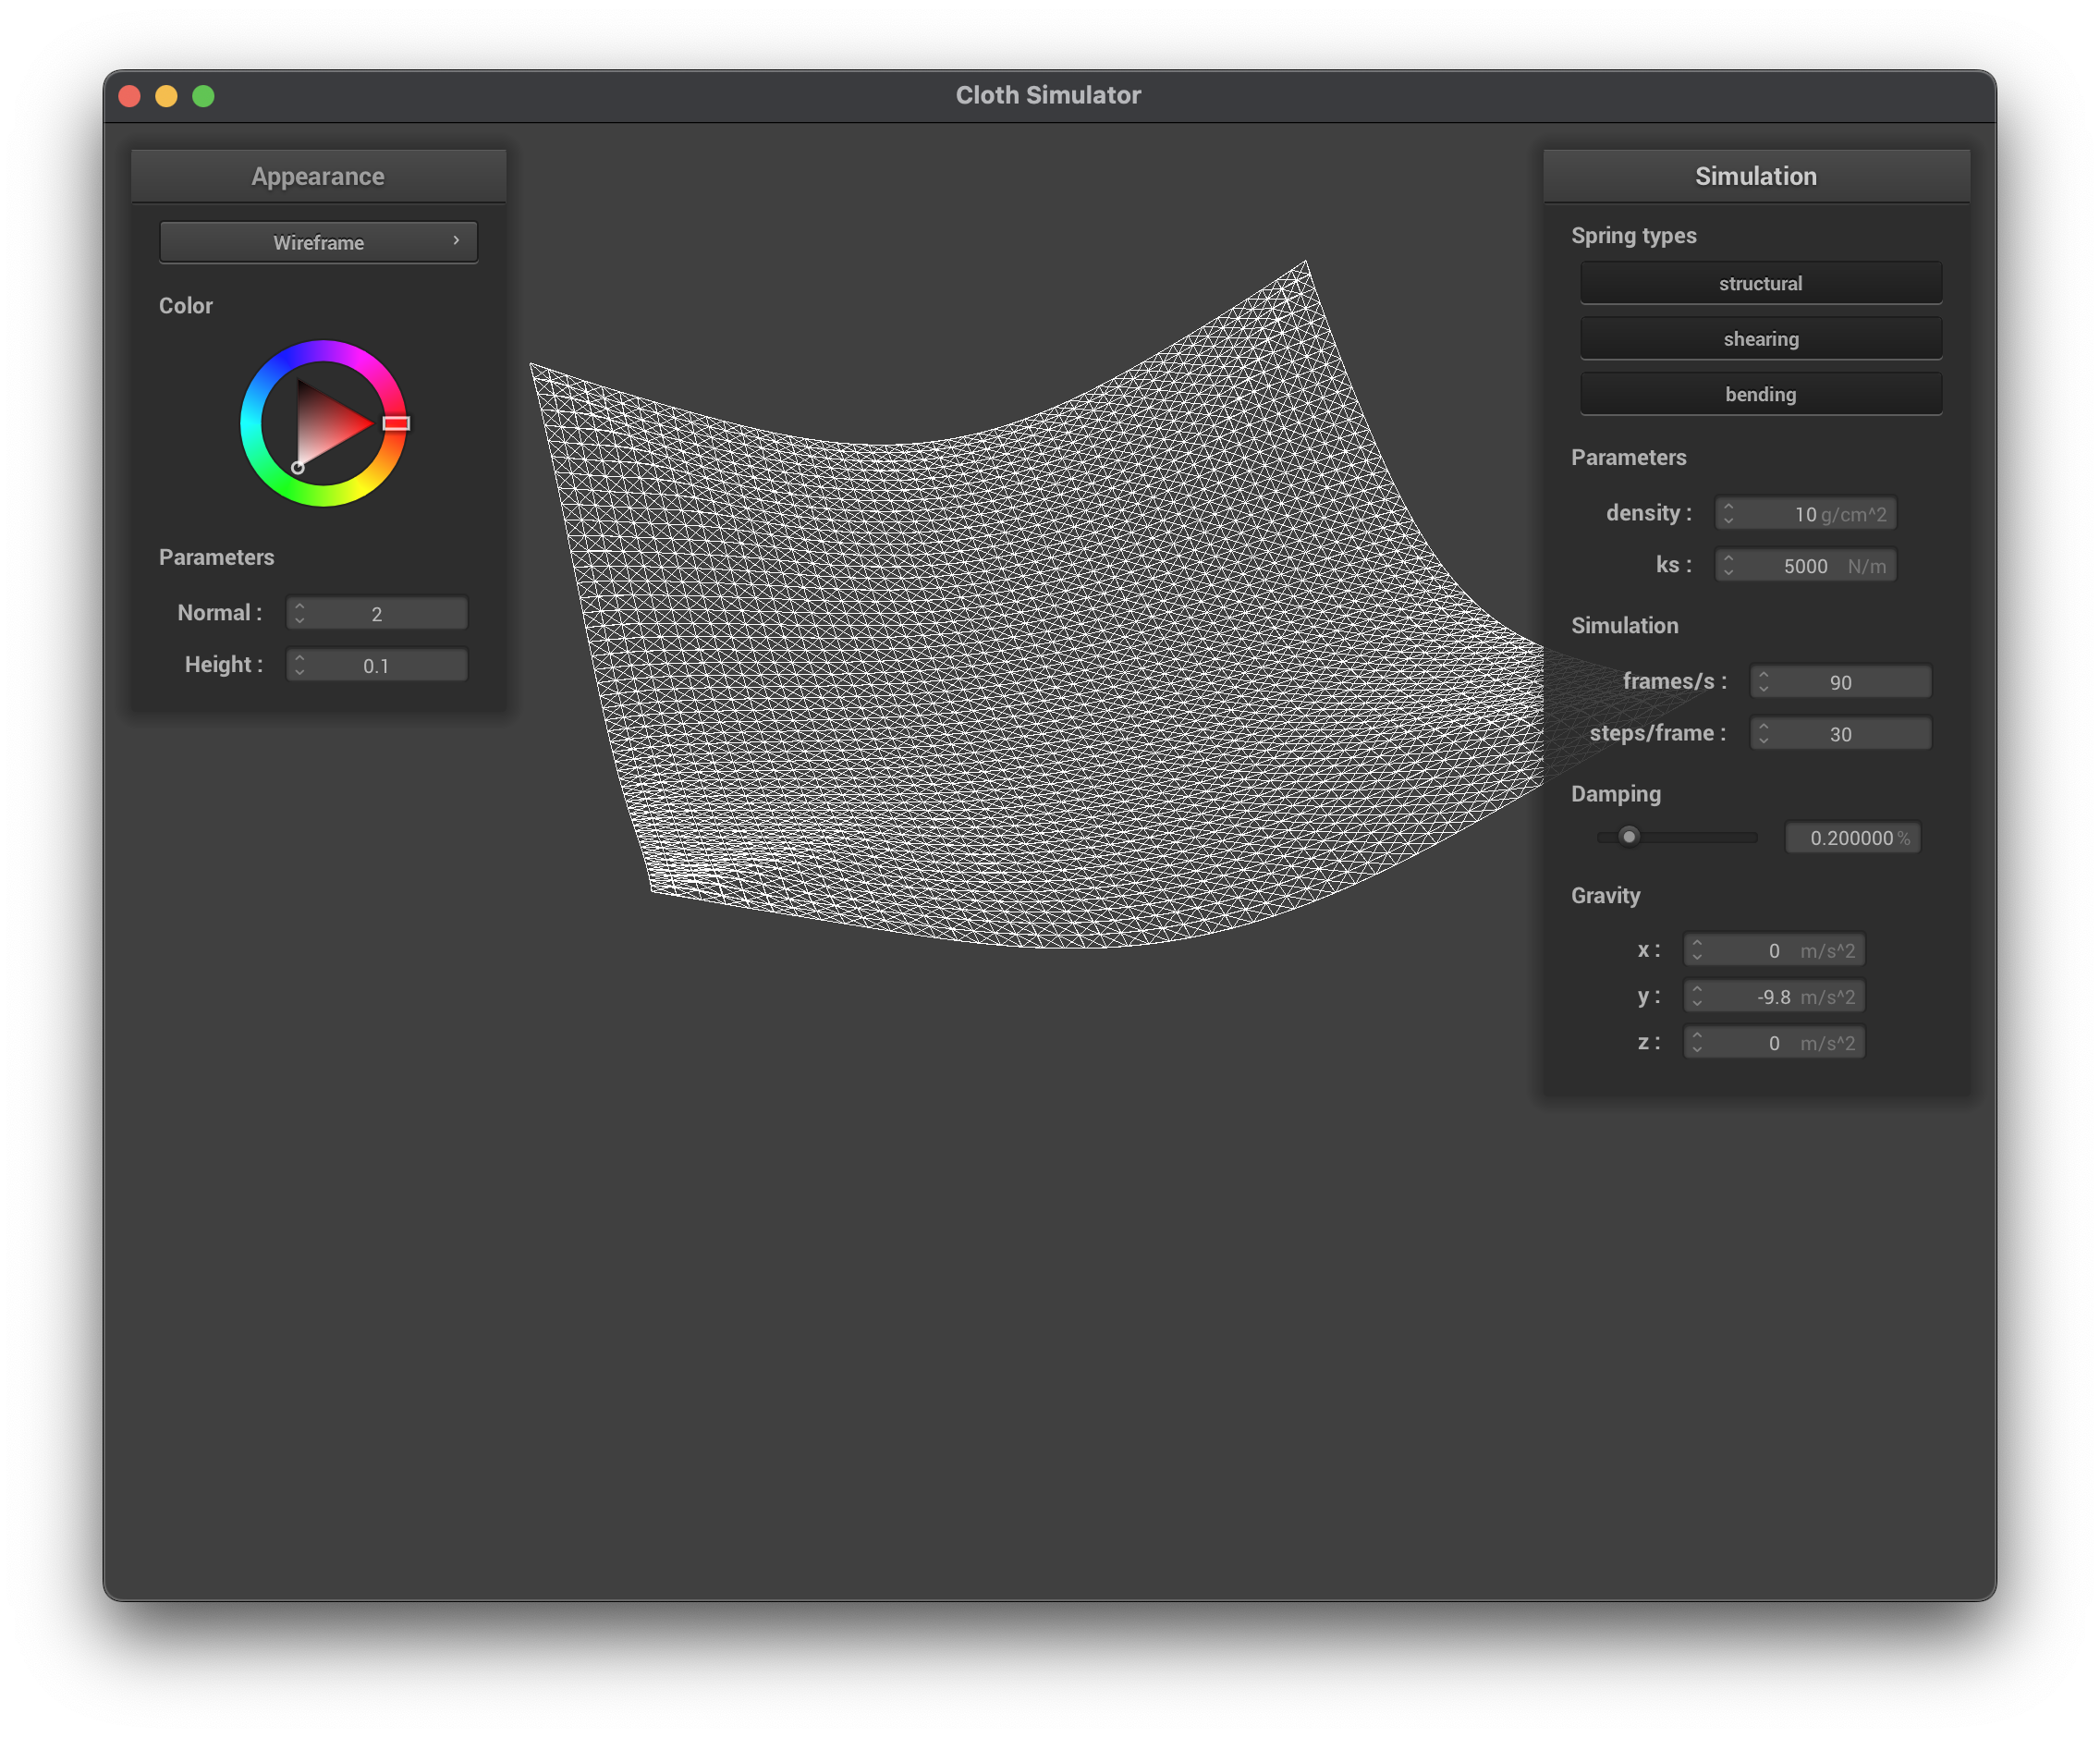 Cloth Simulator
Appearance
Wireframe
Color
Parameters
Normal : 2
Height : 0.1
Simulation
Spring types
structural
shearing
bending
Parameters
density : 10 g/cm^2
ks : 5000 N/m
Simulation
frames/s : 90
steps/frame : 30
Damping
0.200000 %
Gravity
x : 0 m/s^2
y : -9.8 m/s^2
z : 0 m/s^2